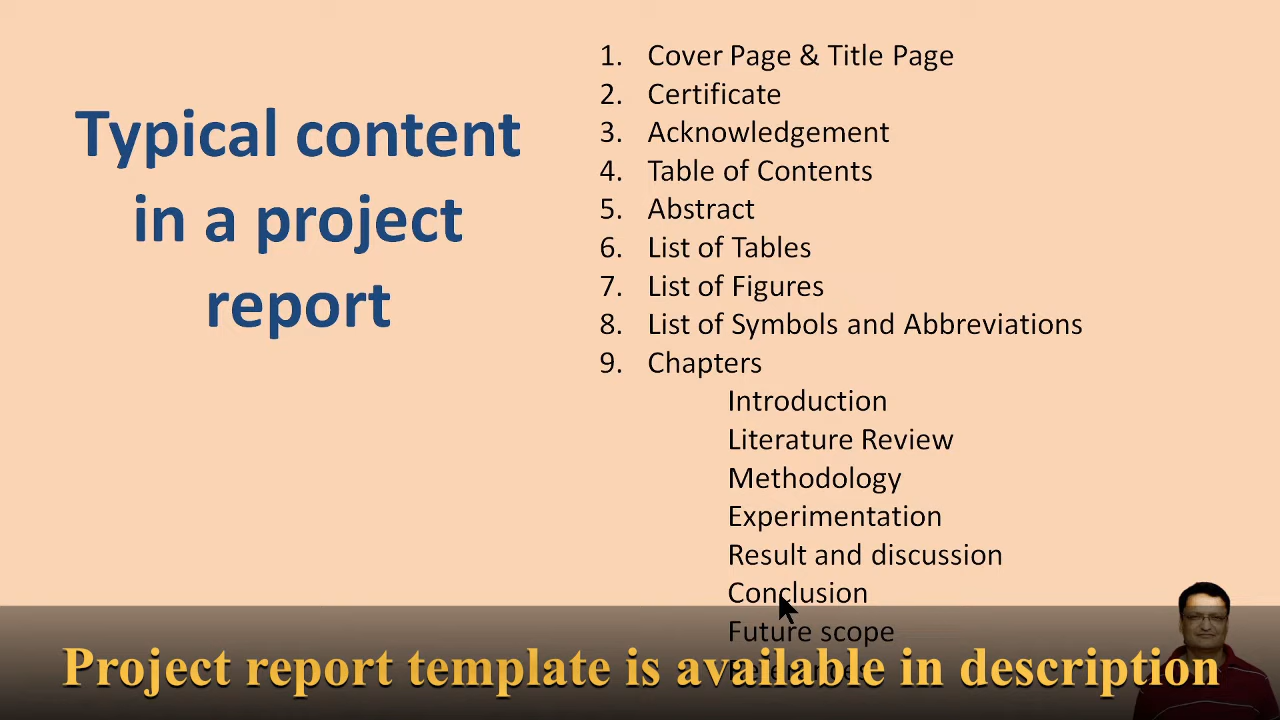 Typical content
in a project
report
1. Cover Page & Title Page
2. Certificate
3. Acknowledgement
4. Table of Contents
5. Abstract
6. List of Tables
7. List of Figures
8. List of Symbols and Abbreviations
9. Chapters
Introduction
Literature Review
Methodology
Experimentation
Result and discussion
Conclusion
Future scope
Project report template is available in description